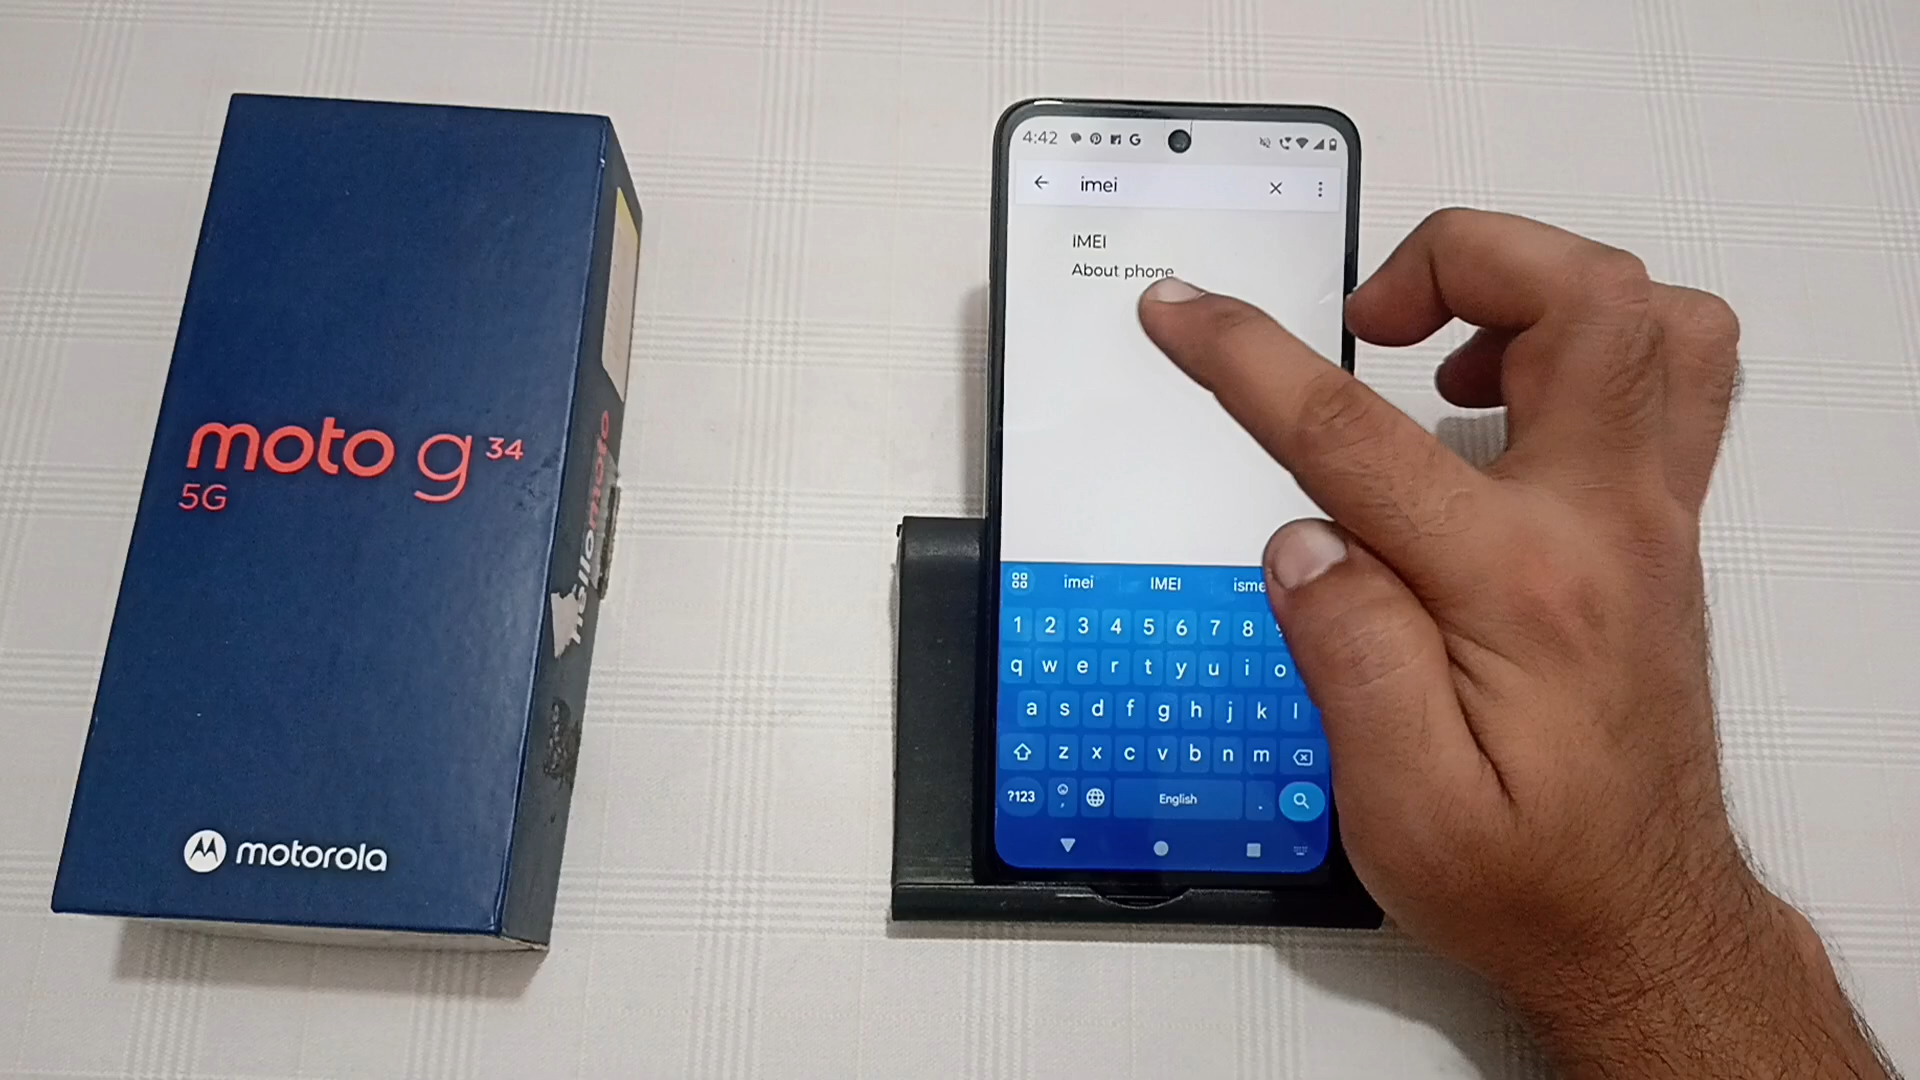 moto g 34
5G
hellomoto
motorola
4:42
imei
IMEI
About phone
imei IMEI isme
1 2 3 4 5 6 7 8
q w e r t y u i o
a s d f g h j k l
z x c v b n m
?123 , English .